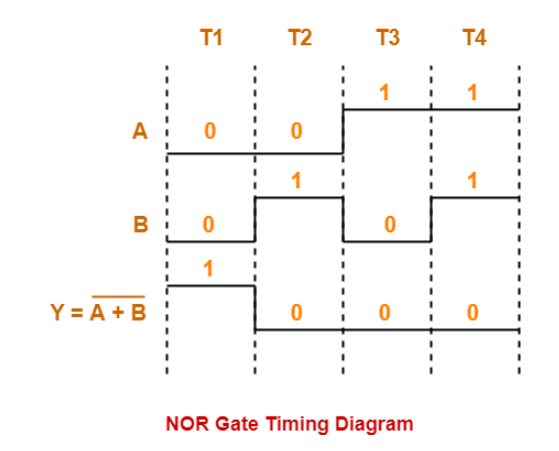 T1 T2 T3 T4
1 1
A 0 0
1 1
B 0 0
1
Y = \overline{A + B} 0 0 0
NOR Gate Timing Diagram